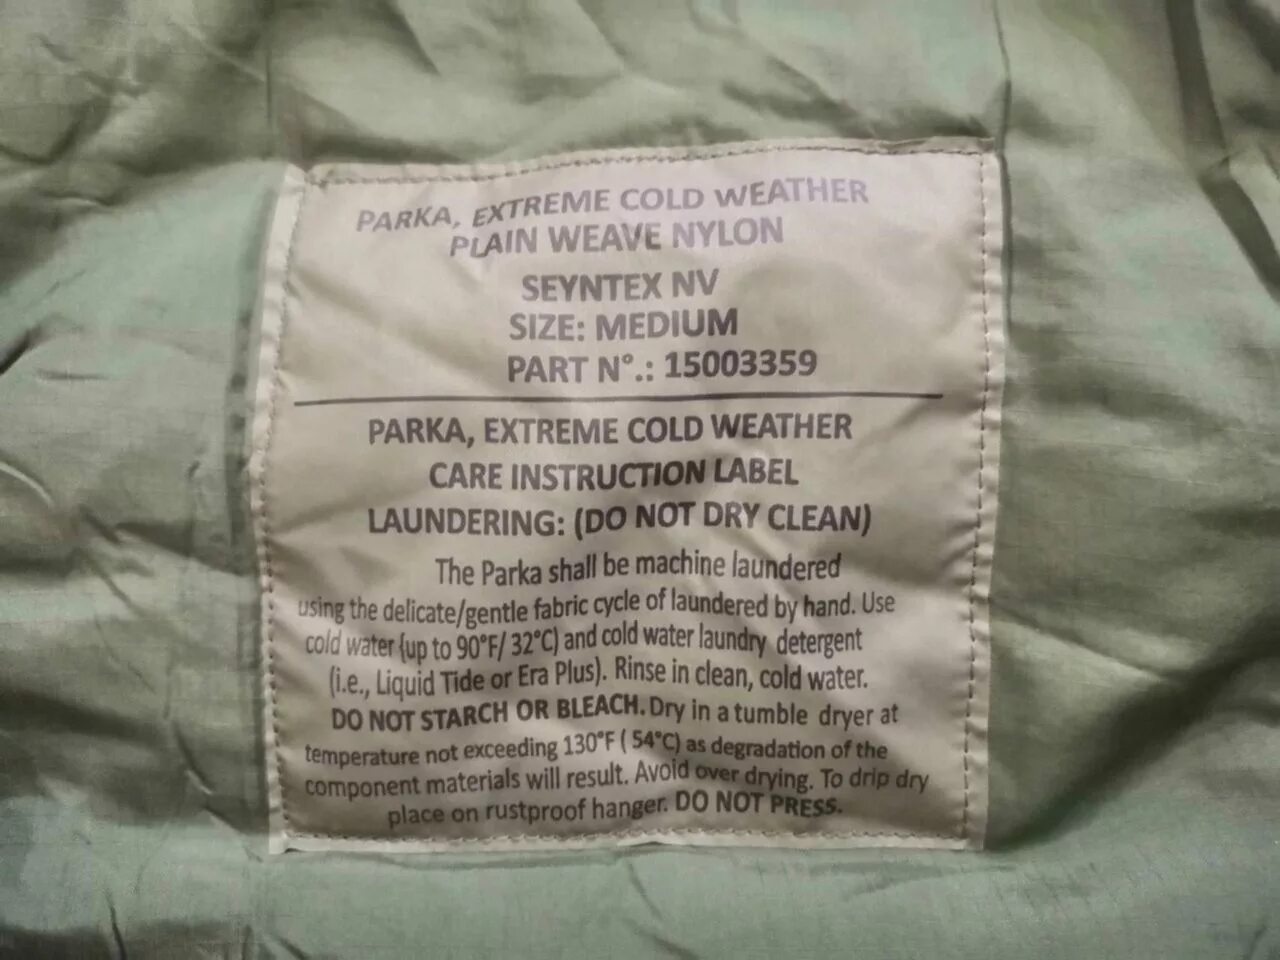 PARKA, EXTREME COLD WEATHER
PLAIN WEAVE NYLON
SEYNTEX NV
SIZE: MEDIUM
PART N°.: 15003359
PARKA, EXTREME COLD WEATHER
CARE INSTRUCTION LABEL
LAUNDERING: (DO NOT DRY CLEAN)
The Parka shall be machine laundered
using the delicate/gentle fabric cycle of laundered by hand. Use
cold water (up to 90°F/ 32°C) and cold water laundry detergent
(i.e., Liquid Tide or Era Plus). Rinse in clean, cold water.
DO NOT STARCH OR BLEACH. Dry in a tumble dryer at
temperature not exceeding 130°F ( 54°C) as degradation of the
component materials will result. Avoid over drying. To drip dry
place on rustproof hanger. DO NOT PRESS.